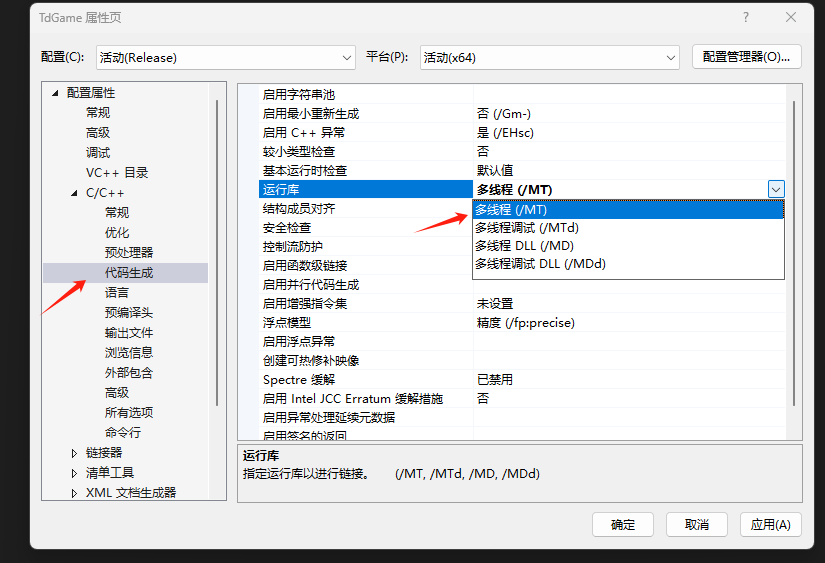 TdGame 属性页
配置(C): 活动(Release) 平台(P): 活动(x64) 配置管理器(O)...
配置属性
常规
高级
调试
VC++ 目录
C/C++
常规
优化
预处理器
代码生成
语言
预编译头
输出文件
浏览信息
外部包含
高级
所有选项
命令行
链接器
清单工具
XML 文档生成器
启用字符串池
启用最小重新生成 否 (/Gm-)
启用 C++ 异常 是 (/EHsc)
较小类型检查 否
基本运行时检查 默认值
运行库 多线程 (/MT)
结构成员对齐
安全检查
控制流防护
启用函数级链接
启用并行代码生成
多线程 (/MT)
多线程调试 (/MTd)
多线程 DLL (/MD)
多线程调试 DLL (/MDd)
启用增强指令集 未设置
浮点模型 精度 (/fp:precise)
启用浮点异常
创建可热修补映像
Spectre 缓解 已禁用
启用 Intel JCC Erratum 缓解措施 否
启用异常处理延续元数据
启用签名的返回
运行库
指定运行库以进行链接。 (/MT, /MTd, /MD, /MDd)
确定 取消 应用(A)